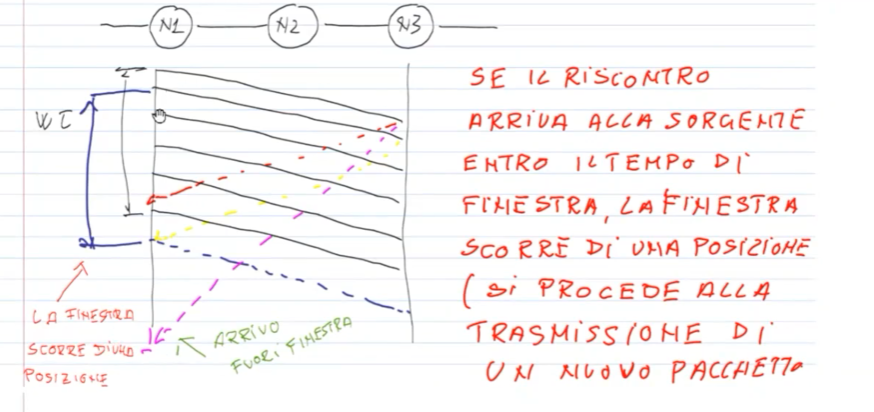 N1 N2 N3
SE IL RISCONTRO
ARRIVA ALLA SORGENTE
ENTRO IL TEMPO DI
FINESTRA, LA FINESTRA
SCORRE DI UNA POSIZIONE
(SI PROCEDE ALLA
TRASMISSIONE DI
UN NUOVO PACCHETTO
Wτ
LA FINESTRA
SCORRE DI UNA
POSIZIONE
ARRIVO
FUORI FINESTRA